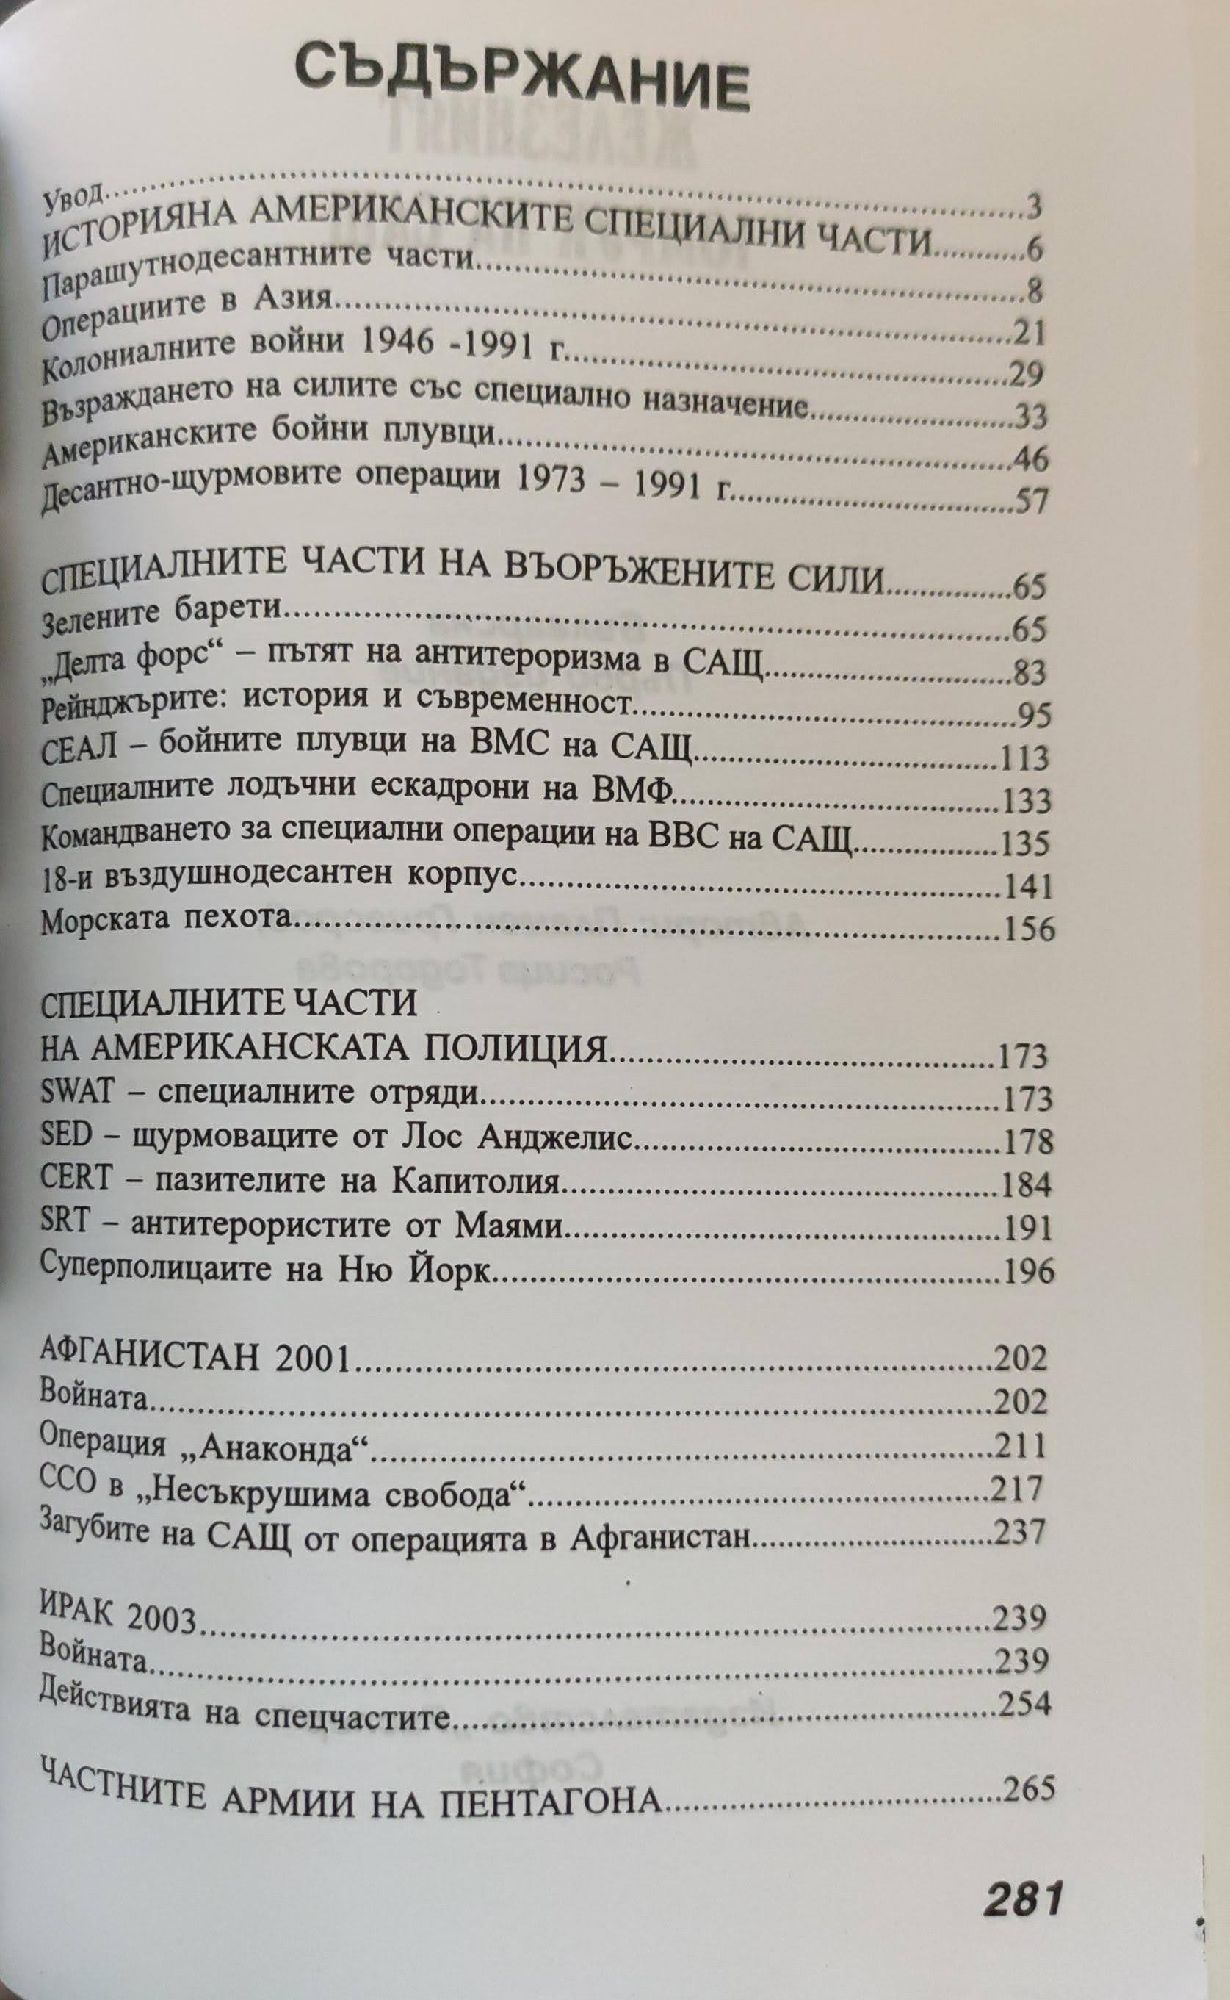 СЪДЪРЖАНИЕ
Увод...3
ИСТОРИЯНА АМЕРИКАНСКИТЕ СПЕЦИАЛНИ ЧАСТИ...6
Парашутнодесантните части...8
Операциите в Азия...21
Колониалните войни 1946 -1991 г...29
Възраждането на силите със специално назначение...33
Американските бойни плувци...46
Десантно-щурмовите операции 1973 – 1991 г...57
СПЕЦИАЛНИТЕ ЧАСТИ НА ВЪОРЪЖЕНИТЕ СИЛИ...65
Зелените барети...65
„Делта форс“ – пътят на антитероризма в САЩ...83
Рейнджърите: история и съвременност...95
СЕАЛ – бойните плувци на ВМС на САЩ...113
Специалните лодъчни ескадрони на ВМФ...133
Командването за специални операции на ВВС на САЩ...135
18-и въздушнодесантен корпус...141
Морската пехота...156
СПЕЦИАЛНИТЕ ЧАСТИ
НА АМЕРИКАНСКАТА ПОЛИЦИЯ...173
SWAT – специалните отряди...173
SED – щурмоваците от Лос Анджелис...178
CERT – пазителите на Капитолия...184
SRT – антитерористите от Маями...191
Суперполицаите на Ню Йорк...196
АФГАНИСТАН 2001...202
Войната...202
Операция „Анаконда“...211
ССО в „Несъкрушима свобода“...217
Загубите на САЩ от операцията в Афганистан...237
ИРАК 2003...239
Войната...239
Действията на спецчастите...254
ЧАСТНИТЕ АРМИИ НА ПЕНТАГОНА...265
281